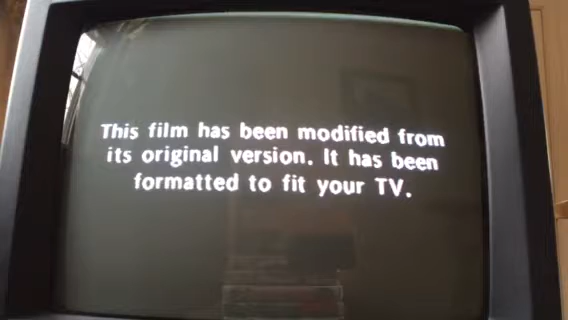 This film has been modified from
its original version. It has been
formatted to fit your TV.